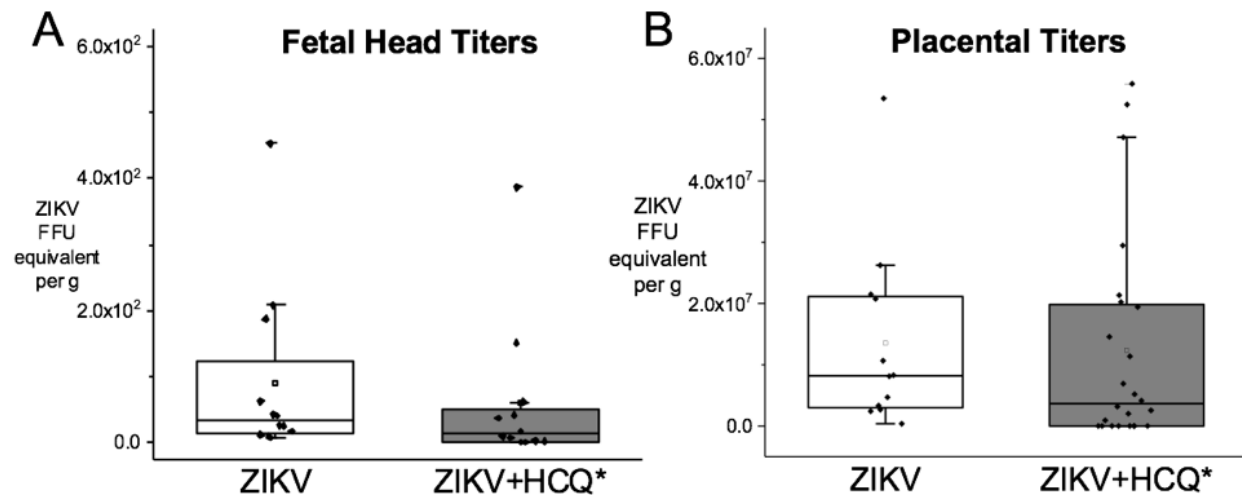 A
Fetal Head Titers
6.0x10²
4.0x10²
2.0x10²
0.0
ZIKV
FFU
equivalent
per g
ZIKV
ZIKV+HCQ*
B
Placental Titers
6.0x10⁷
4.0x10⁷
2.0x10⁷
0.0
ZIKV
FFU
equivalent
per g
ZIKV
ZIKV+HCQ*